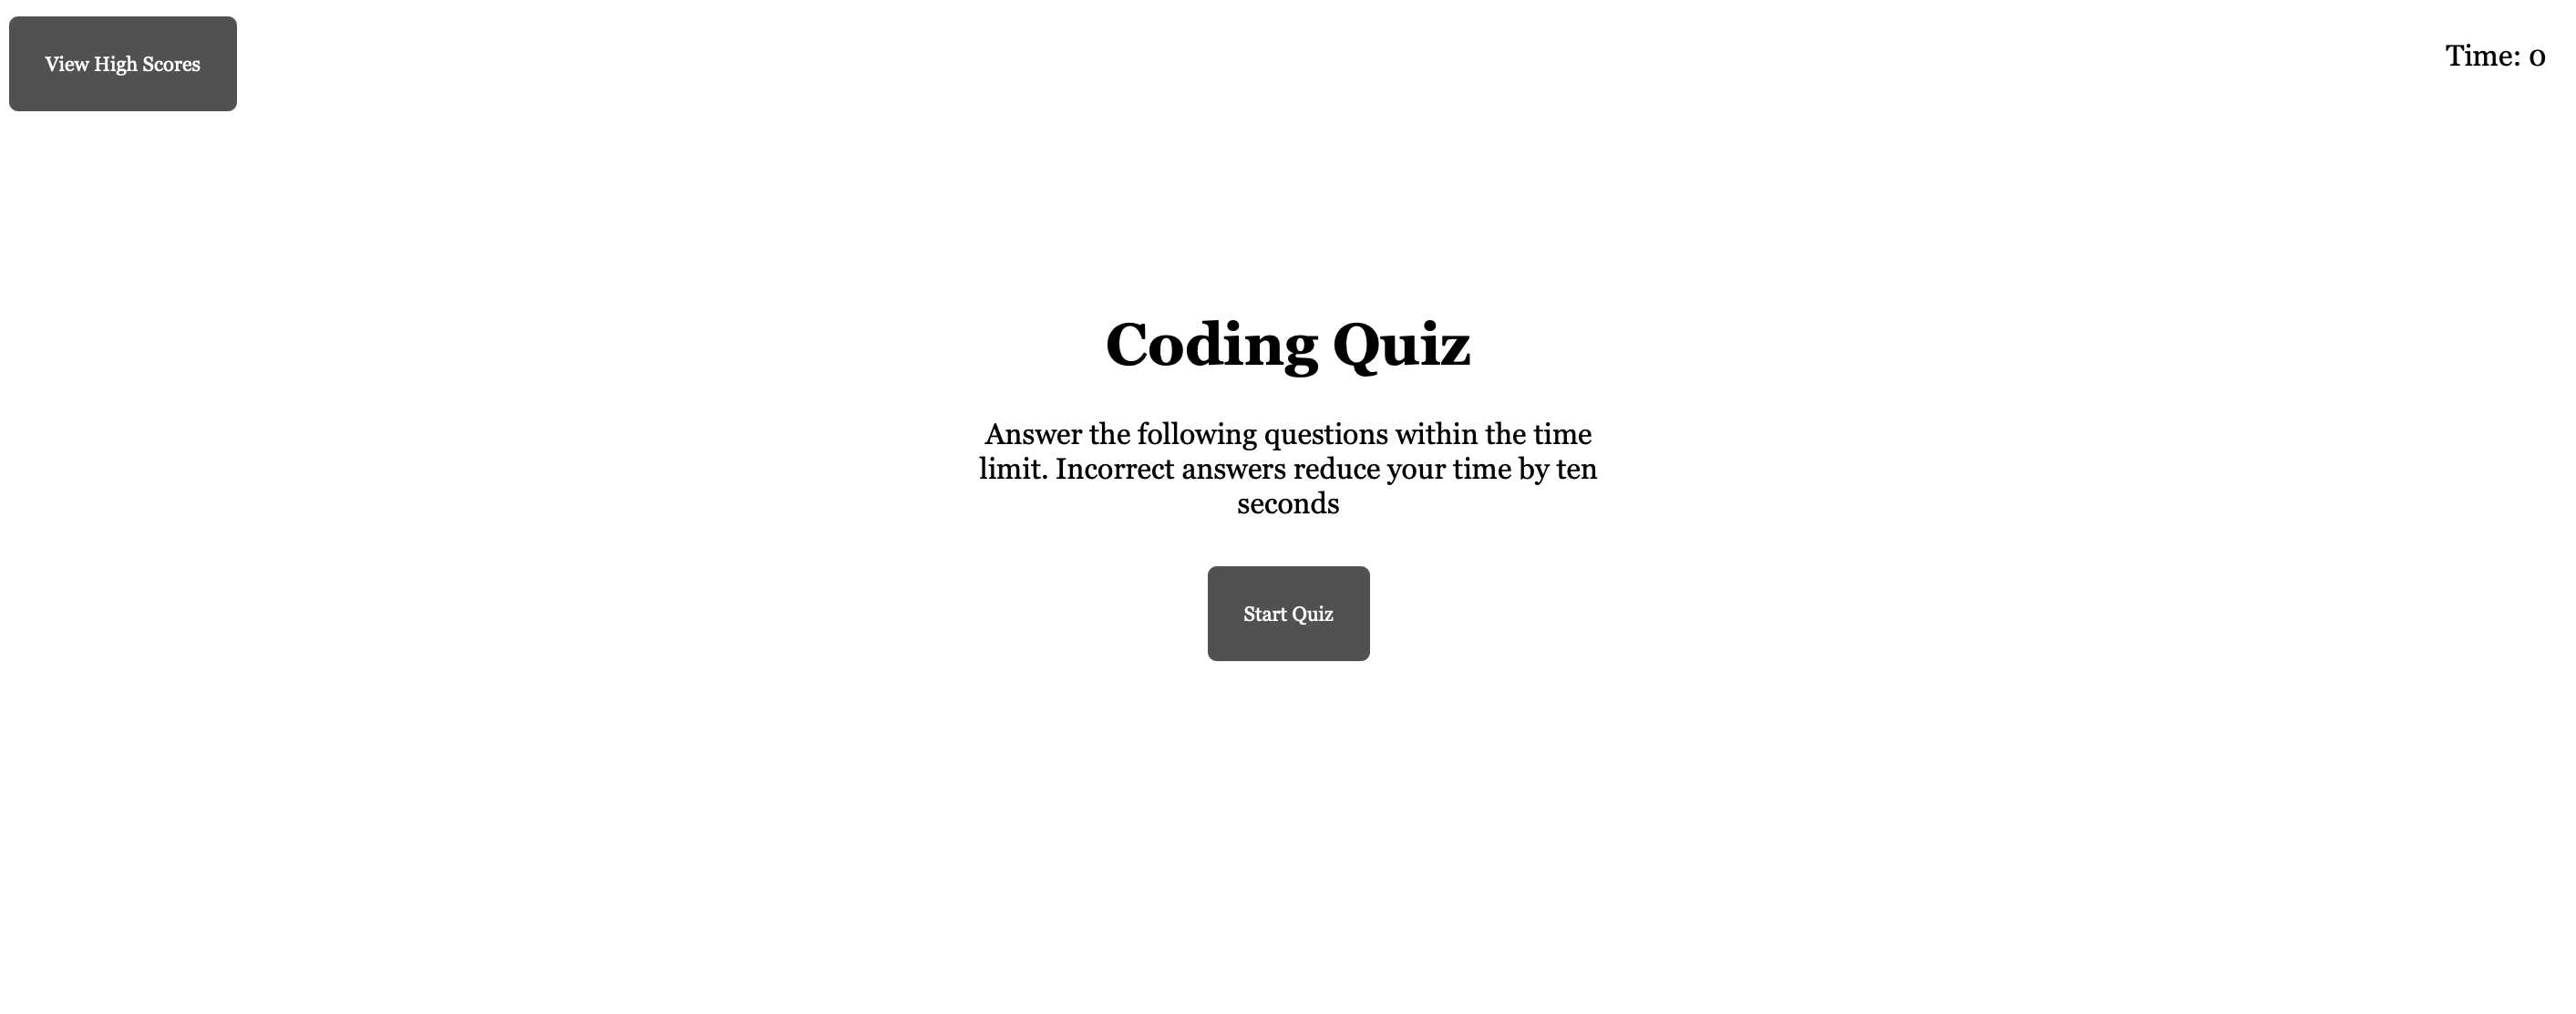 View High Scores
Time: 0
Coding Quiz
Answer the following questions within the time
limit. Incorrect answers reduce your time by ten
seconds
Start Quiz